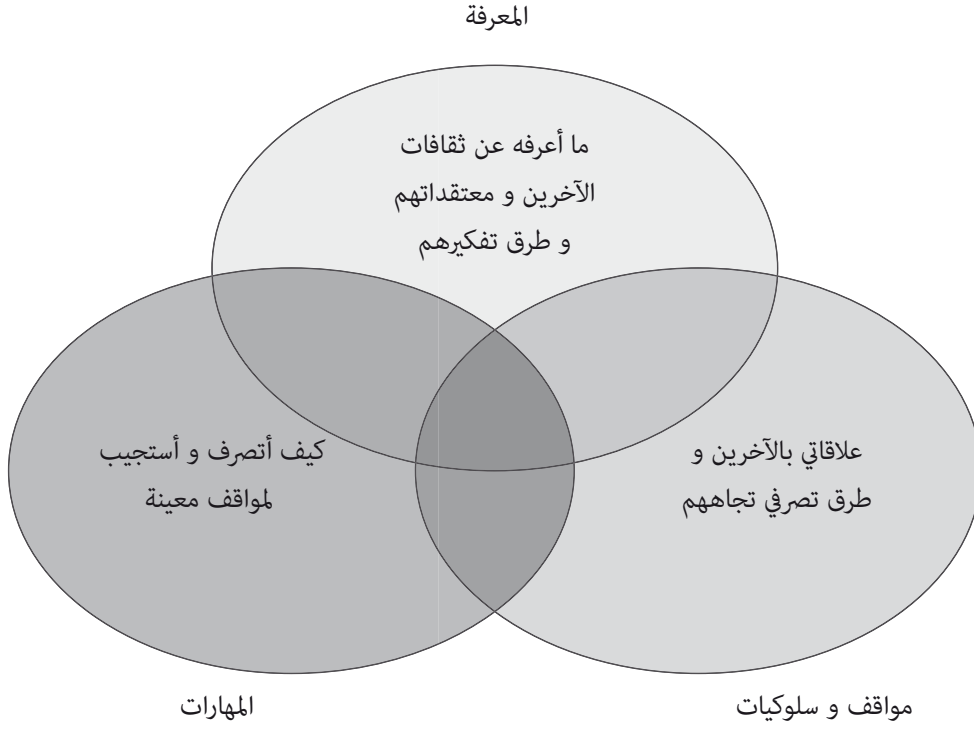 المعرفة
ما أعرفه عن ثقافات
الآخرين و معتقداتهم
و طرق تفكيرهم
علاقاتي بالآخرين و
طرق تصرفي تجاههم
كيف أتصرف و أستجيب
لمواقف معينة
مواقف و سلوكيات
المهارات